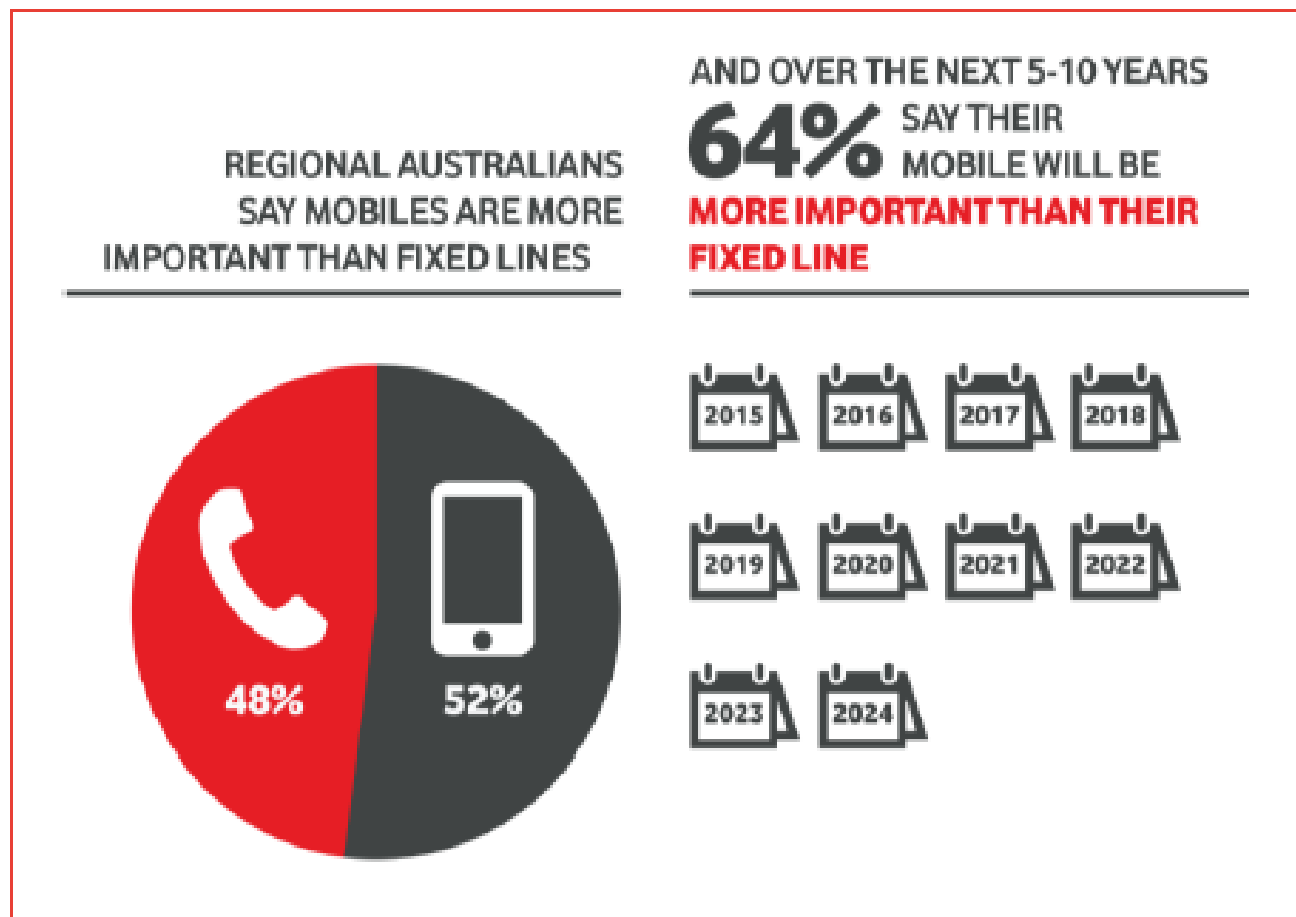 REGIONAL AUSTRALIANS
SAY MOBILES ARE MORE
IMPORTANT THAN FIXED LINES
48%
52%
AND OVER THE NEXT 5-10 YEARS
64% SAY THEIR
MOBILE WILL BE
MORE IMPORTANT THAN THEIR
FIXED LINE
2015 2016 2017 2018
2019 2020 2021 2022
2023 2024